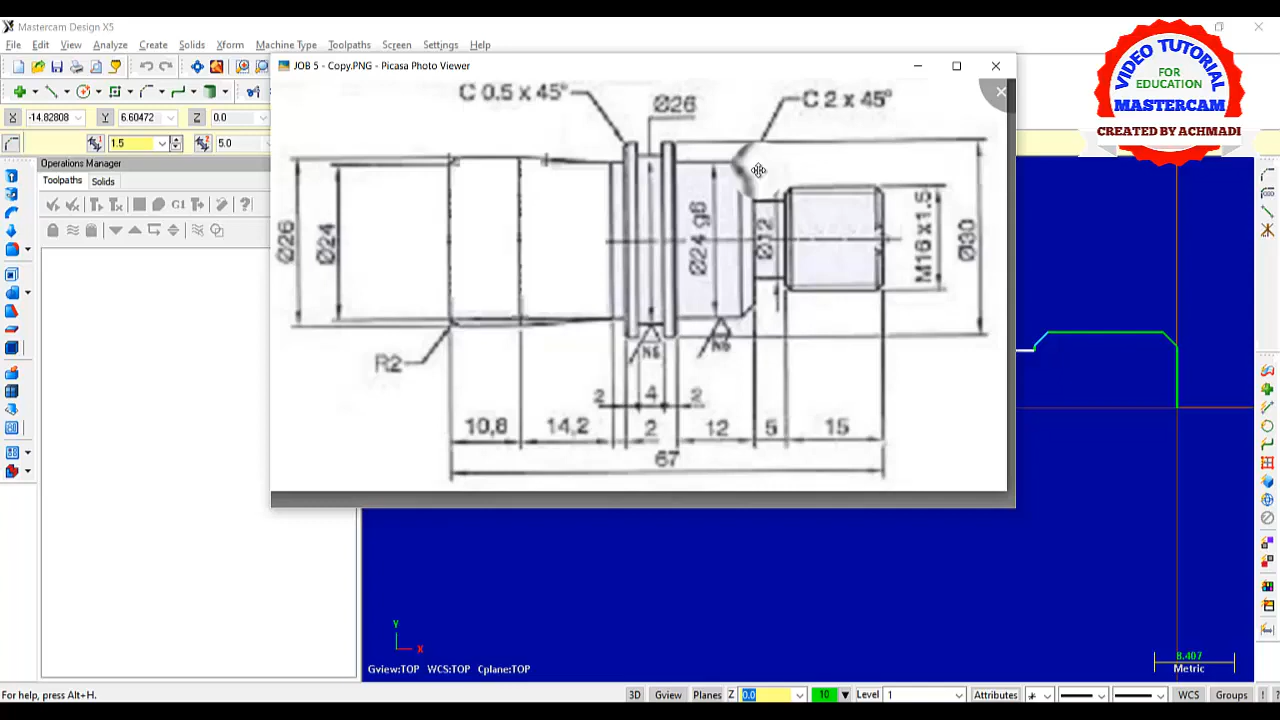 Mastercam Design X5
File Edit View Analyze Create Solids Xform Machine Type Toolpaths Screen Settings Help
X -14.82808 Y 6.60472 Z 0.0
1.5 5.0
Operations Manager
Toolpaths Solids
G1
JOB 5 - Copy.PNG - Picasa Photo Viewer
C 0.5 x 45°
Ø26
C 2 x 45°
Ø26
Ø24
Ø24 g6
Ø12
M16x1.5
Ø30
R2
N6
N6
2 4 2
10,8 14,2 2 12 5 15
67
VIDEO TUTORIAL
FOR
EDUCATION
MASTERCAM
CREATED BY ACHMADI
Y
X
Gview:TOP WCS:TOP Cplane:TOP
8.407
Metric
For help, press Alt+H.
3D Gview Planes Z 0.0 10 Level 1 Attributes WCS Groups ! ?